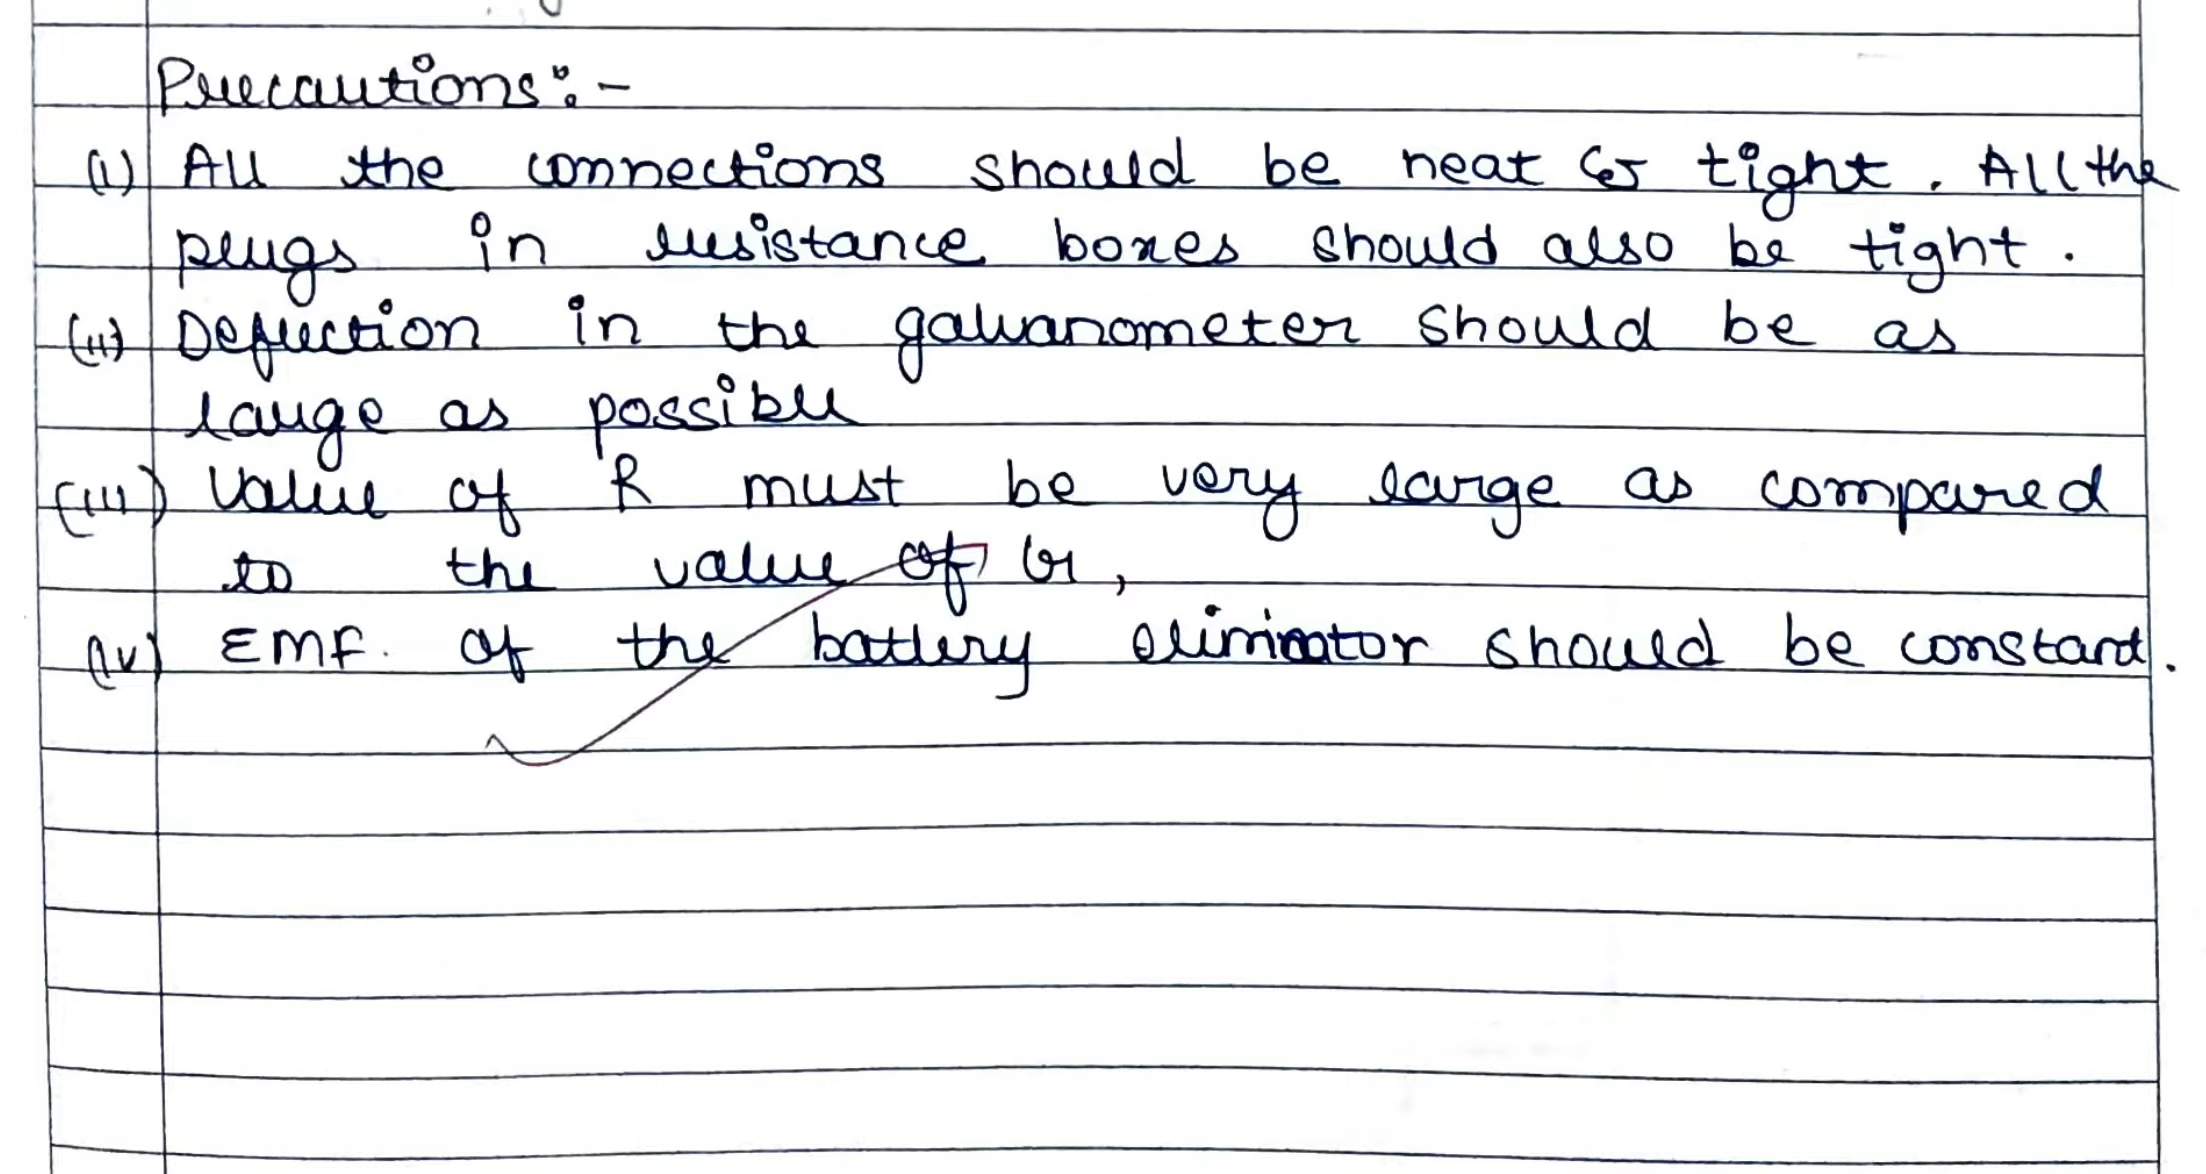 Precautions:-
(i) All the connections should be neat & tight. All the
plugs in resistance boxes should also be tight.
(ii) Deflection in the galvanometer should be as
large as possible
(iii) Value of R must be very large as compared
to the value of G,
(iv) EMF. of the battery eliminator should be constant.